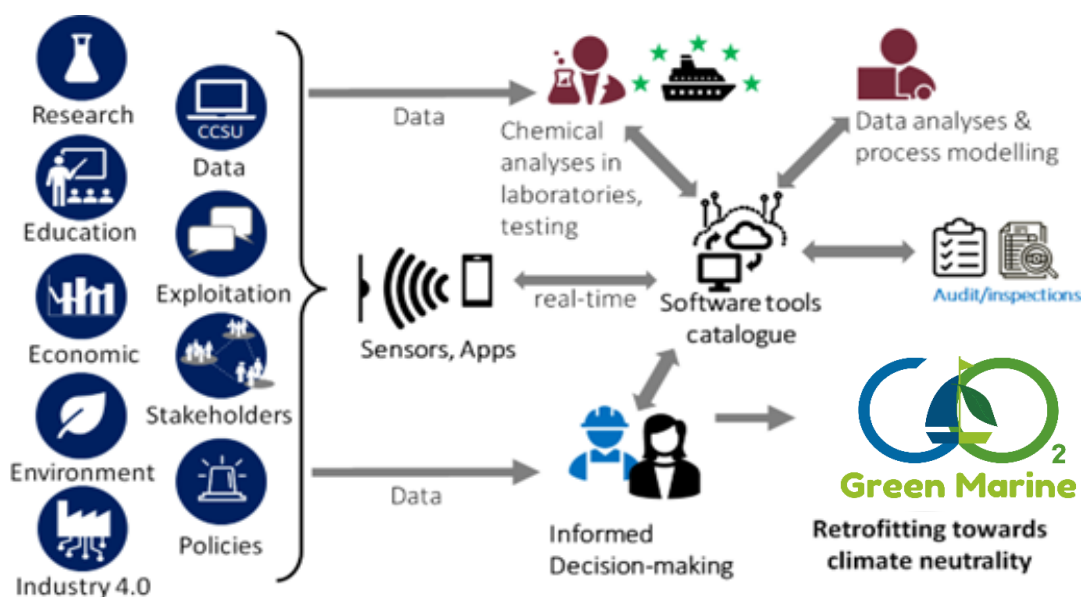 Research
Education
Economic
Environment
Industry 4.0
CCSU
Data
Exploitation
Stakeholders
Policies
Data
Chemical
analyses in
laboratories,
testing
Data analyses &
process modelling
real-time
Sensors, Apps
Software tools
catalogue
Audit/inspections
Data
Informed
Decision-making
CO2
Green Marine
Retrofitting towards
climate neutrality